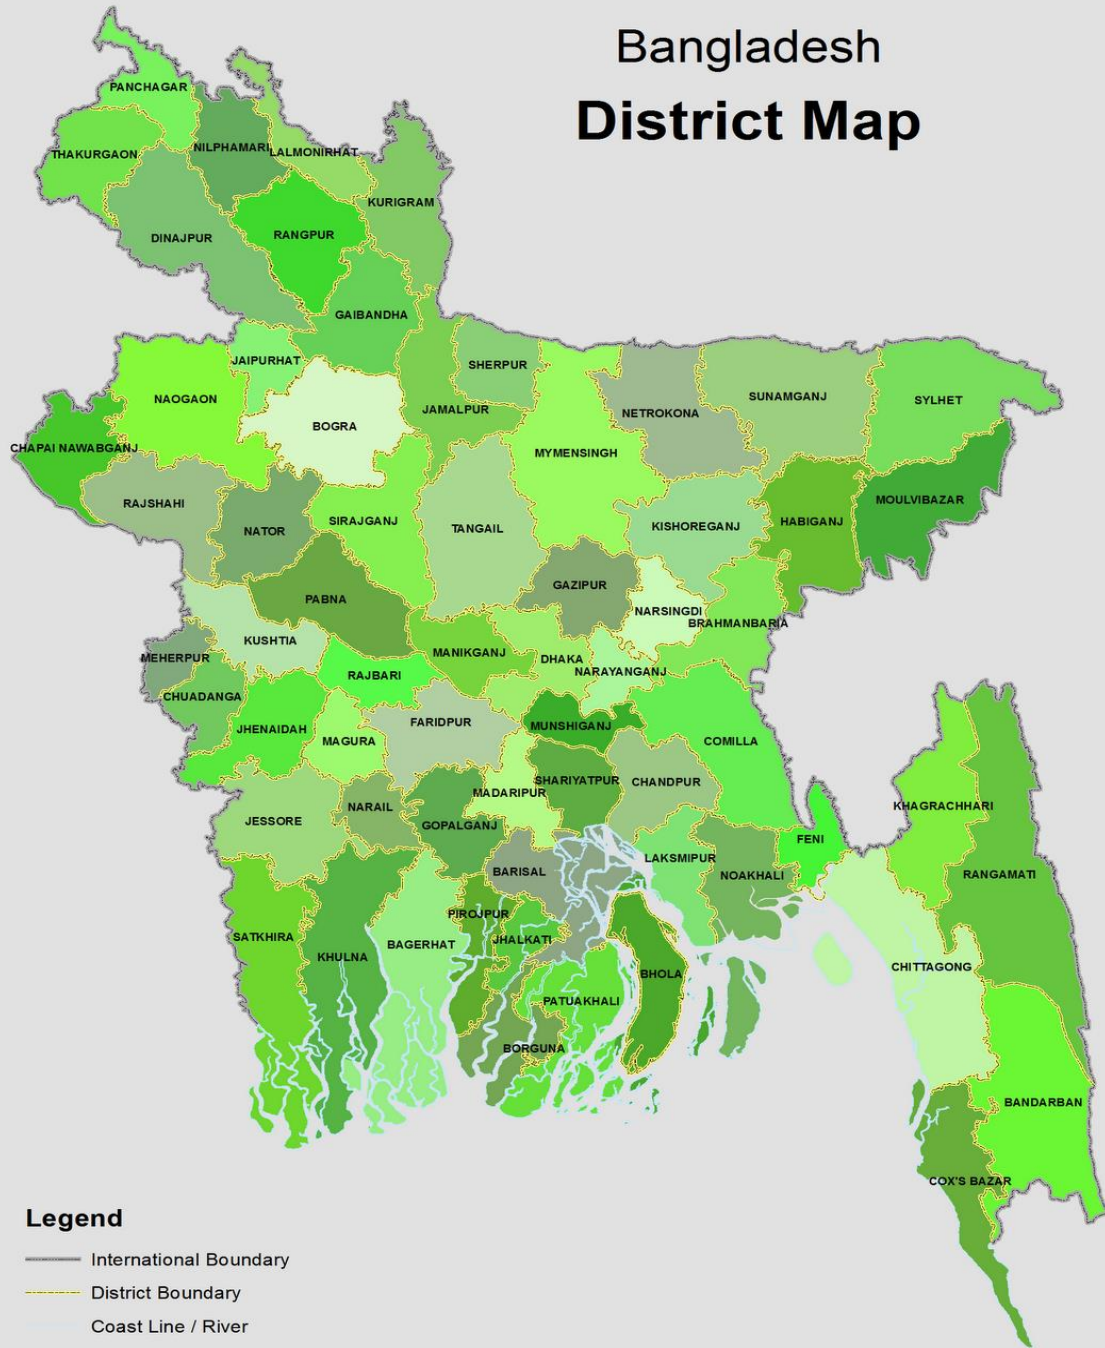 Bangladesh
District Map
PANCHAGAR
THAKURGAON
NILPHAMARI
LALMONIRHAT
KURIGRAM
DINAJPUR
RANGPUR
GAIBANDHA
JAIPURHAT
SHERPUR
NAOGAON
BOGRA
JAMALPUR
NETROKONA
SUNAMGANJ
SYLHET
CHAPAI NAWABGANJ
MYMENSINGH
RAJSHAHI
NATOR
SIRAJGANJ
TANGAIL
KISHOREGANJ
HABIGANJ
MOULVIBAZAR
PABNA
GAZIPUR
NARSINGDI
BRAHMANBARIA
KUSHTIA
MEHERPUR
RAJBARI
MANIKGANJ
DHAKA
NARAYANGANJ
CHUADANGA
JHENAIDAH
MAGURA
FARIDPUR
MUNSHIGANJ
COMILLA
NARAIL
MADARIPUR
SHARIYATPUR
CHANDPUR
KHAGRACHHARI
JESSORE
GOPALGANJ
FENI
BARISAL
LAKSMIPUR
NOAKHALI
RANGAMATI
SATKHIRA
KHULNA
BAGERHAT
PIROJPUR
JHALKATI
BHOLA
CHITTAGONG
PATUAKHALI
BORGUNA
BANDARBAN
COX'S BAZAR
Legend
International Boundary
District Boundary
Coast Line / River